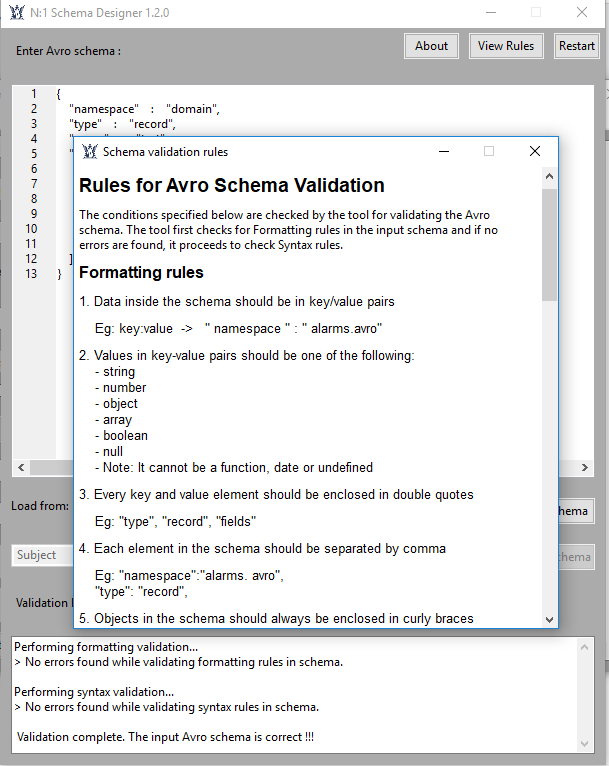 N:1 Schema Designer 1.2.0
Enter Avro schema :
About
View Rules
Restart
1 {
2 "namespace" : "domain",
3 "type" : "record",
4
5 "
6
7
8
9
10
11
12 ]
13 }
Schema validation rules
Rules for Avro Schema Validation
The conditions specified below are checked by the tool for validating the Avro
schema. The tool first checks for Formatting rules in the input schema and if no
errors are found, it proceeds to check Syntax rules.
Formatting rules
1. Data inside the schema should be in key/value pairs
Eg: key:value -> " namespace " : " alarms.avro"
2. Values in key-value pairs should be one of the following:
- string
- number
- object
- array
- boolean
- null
- Note: It cannot be a function, date or undefined
3. Every key and value element should be enclosed in double quotes
Eg: "type", "record", "fields"
4. Each element in the schema should be separated by comma
Eg: "namespace":"alarms. avro",
"type": "record",
5. Objects in the schema should always be enclosed in curly braces
Load from:
hema
Subject
hema
Validation
Performing formatting validation...
> No errors found while validating formatting rules in schema.
Performing syntax validation...
> No errors found while validating syntax rules in schema.
Validation complete. The input Avro schema is correct !!!